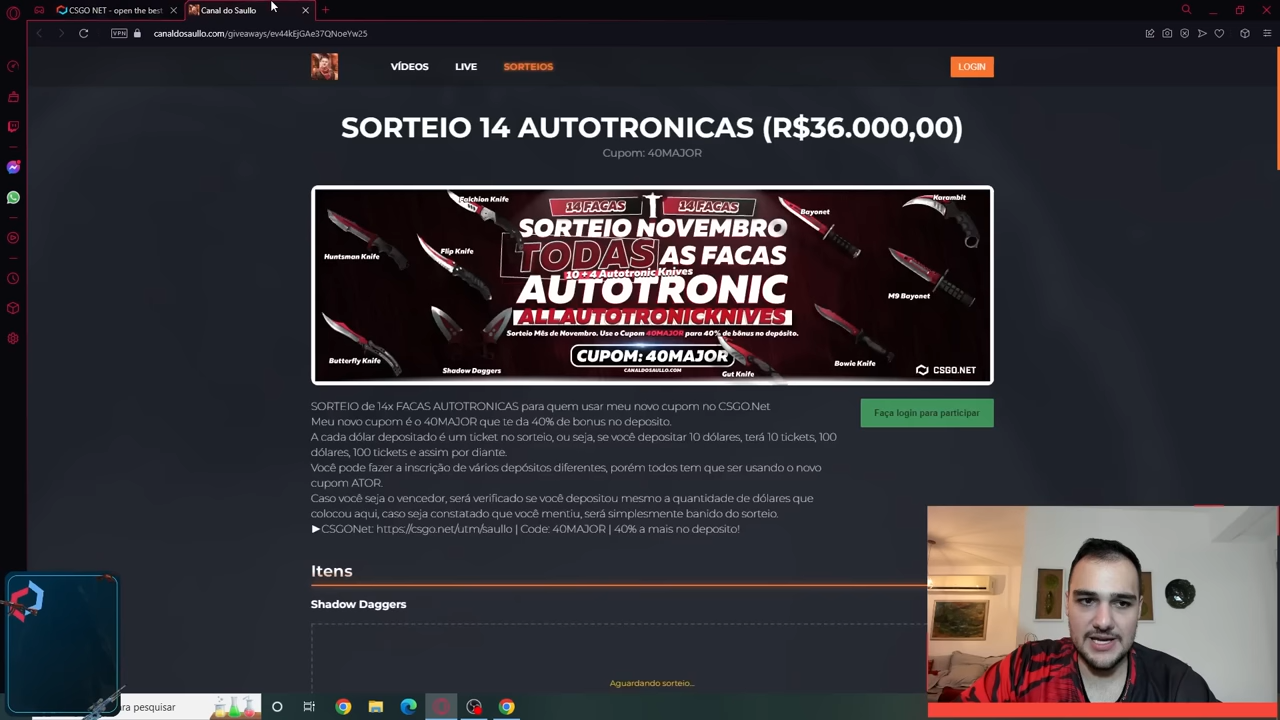 CSGO NET - open the best
Canal do Saullo
VPN
canaldosaullo.com/giveaways/ev44kEjGAe37QNoeYw25
VÍDEOS
LIVE
SORTEIOS
LOGIN
SORTEIO 14 AUTOTRONICAS (R$36.000,00)
Cupom: 40MAJOR
Falchion Knife
14 FACAS
14 FACAS
Karambit
Bayonet
SORTEIO NOVEMBRO
Huntsman Knife
Flip Knife
TODAS AS FACAS
10 + 4 Autotronic Knives
AUTOTRONIC
M9 Bayonet
ALLAUTOTRONICKNIVES
Sorteio Mês de Novembro. Use o Cupom 40MAJOR para 40% de bônus no depósito.
Butterfly Knife
Shadow Daggers
CUPOM: 40MAJOR
CANALDOSAULLO.COM
Gut Knife
Bowie Knife
CSGO.NET
SORTEIO de 14x FACAS AUTOTRONICAS para quem usar meu novo cupom no CSGO.Net
Meu novo cupom é o 40MAJOR que te da 40% de bonus no deposito.
A cada dólar depositado é um ticket no sorteio, ou seja, se você depositar 10 dólares, terá 10 tickets, 100
dólares, 100 tickets e assim por diante.
Você pode fazer a inscrição de vários depósitos diferentes, porém todos tem que ser usando o novo
cupom ATOR.
Caso você seja o vencedor, será verificado se você depositou mesmo a quantidade de dólares que
colocou aqui, caso seja constatado que você mentiu, será simplesmente banido do sorteio.
►CSGONet: https://csgo.net/utm/saullo | Code: 40MAJOR | 40% a mais no deposito!
Faça login para participar
Itens
Shadow Daggers
Aguardando sorteio...
para pesquisar